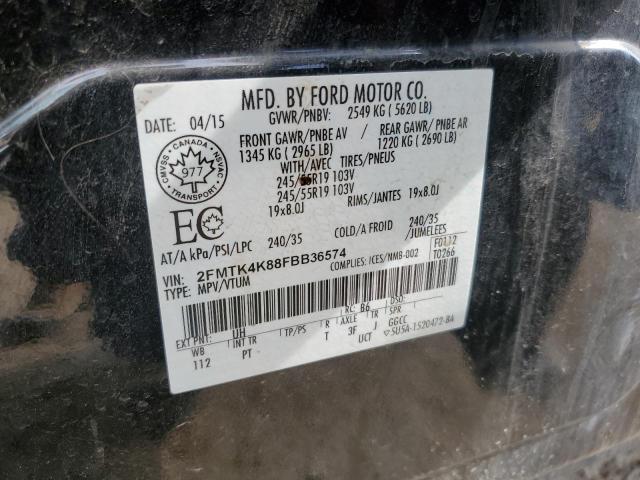 MFD. BY FORD MOTOR CO.
DATE: 04/15
GVWR/PNBV: 2549 KG ( 5620 LB)
FRONT GAWR/PNBE AV
1345 KG ( 2965 LB)
REAR GAWR/ PNBE AR
1220 KG ( 2690 LB)
WITH/AVEC TIRES/PNEUS
245/55R19 103V
245/55R19 103V
19x8.0J
RIMS/JANTES 19x8.0J
CANADA
CMVSS
NSVAC
977
TRANSPORT
EC
AT/A kPa/PSI/LPC 240/35
COLD/A FROID 240/35
/JUMELEES
VIN: 2FMTK4K88FBB36574
TYPE: MPV/VTUM
COMPLIES: ICES/NMB-002
F0112
T0266
EXT PNT: UH
RC: B6 DSO:
WB INT TR TP/PS R AXLE TR SPR
112 PT T 3F J GGCC
UCT 5U5A-1520472-BA